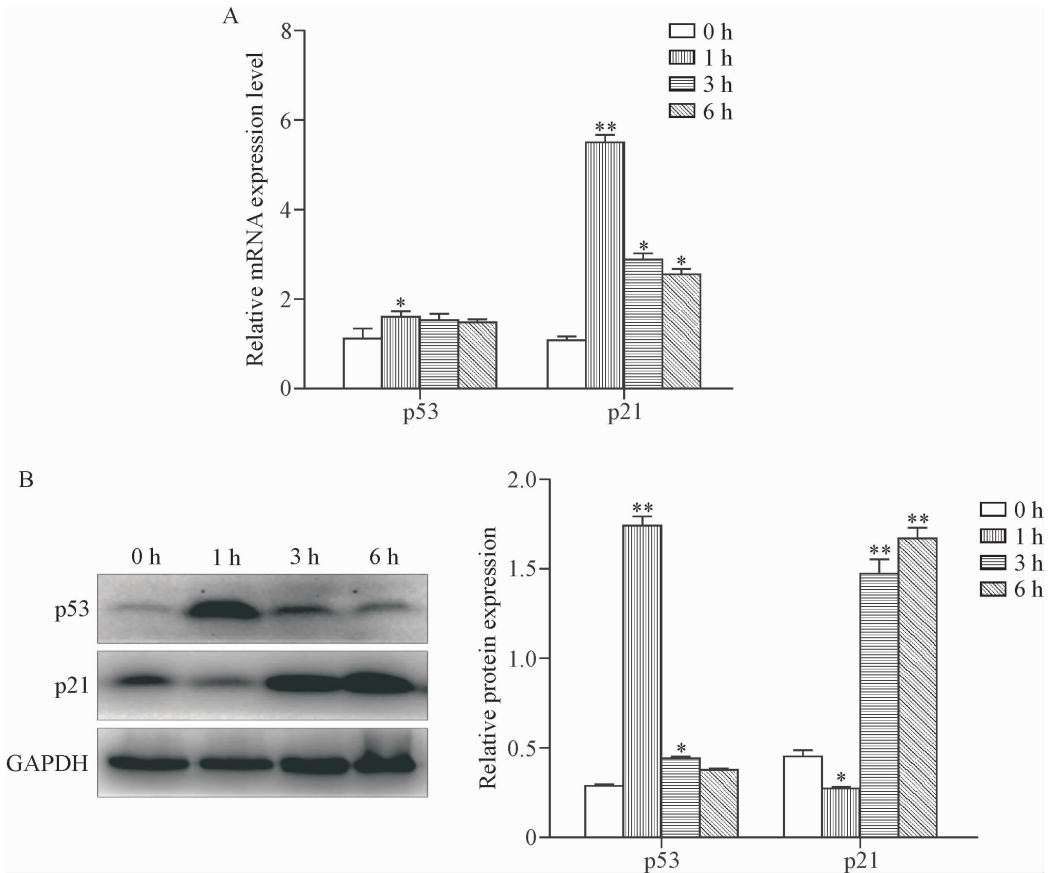 A
8
6
4
2
0
Relative mRNA expression level
**
*
*
*
p53
p21
0 h
1 h
3 h
6 h
B
0 h 1 h 3 h 6 h
p53
p21
GAPDH
2.0
1.5
1.0
0.5
0
Relative protein expression
**
*
*
**
**
p53
p21
0 h
1 h
3 h
6 h